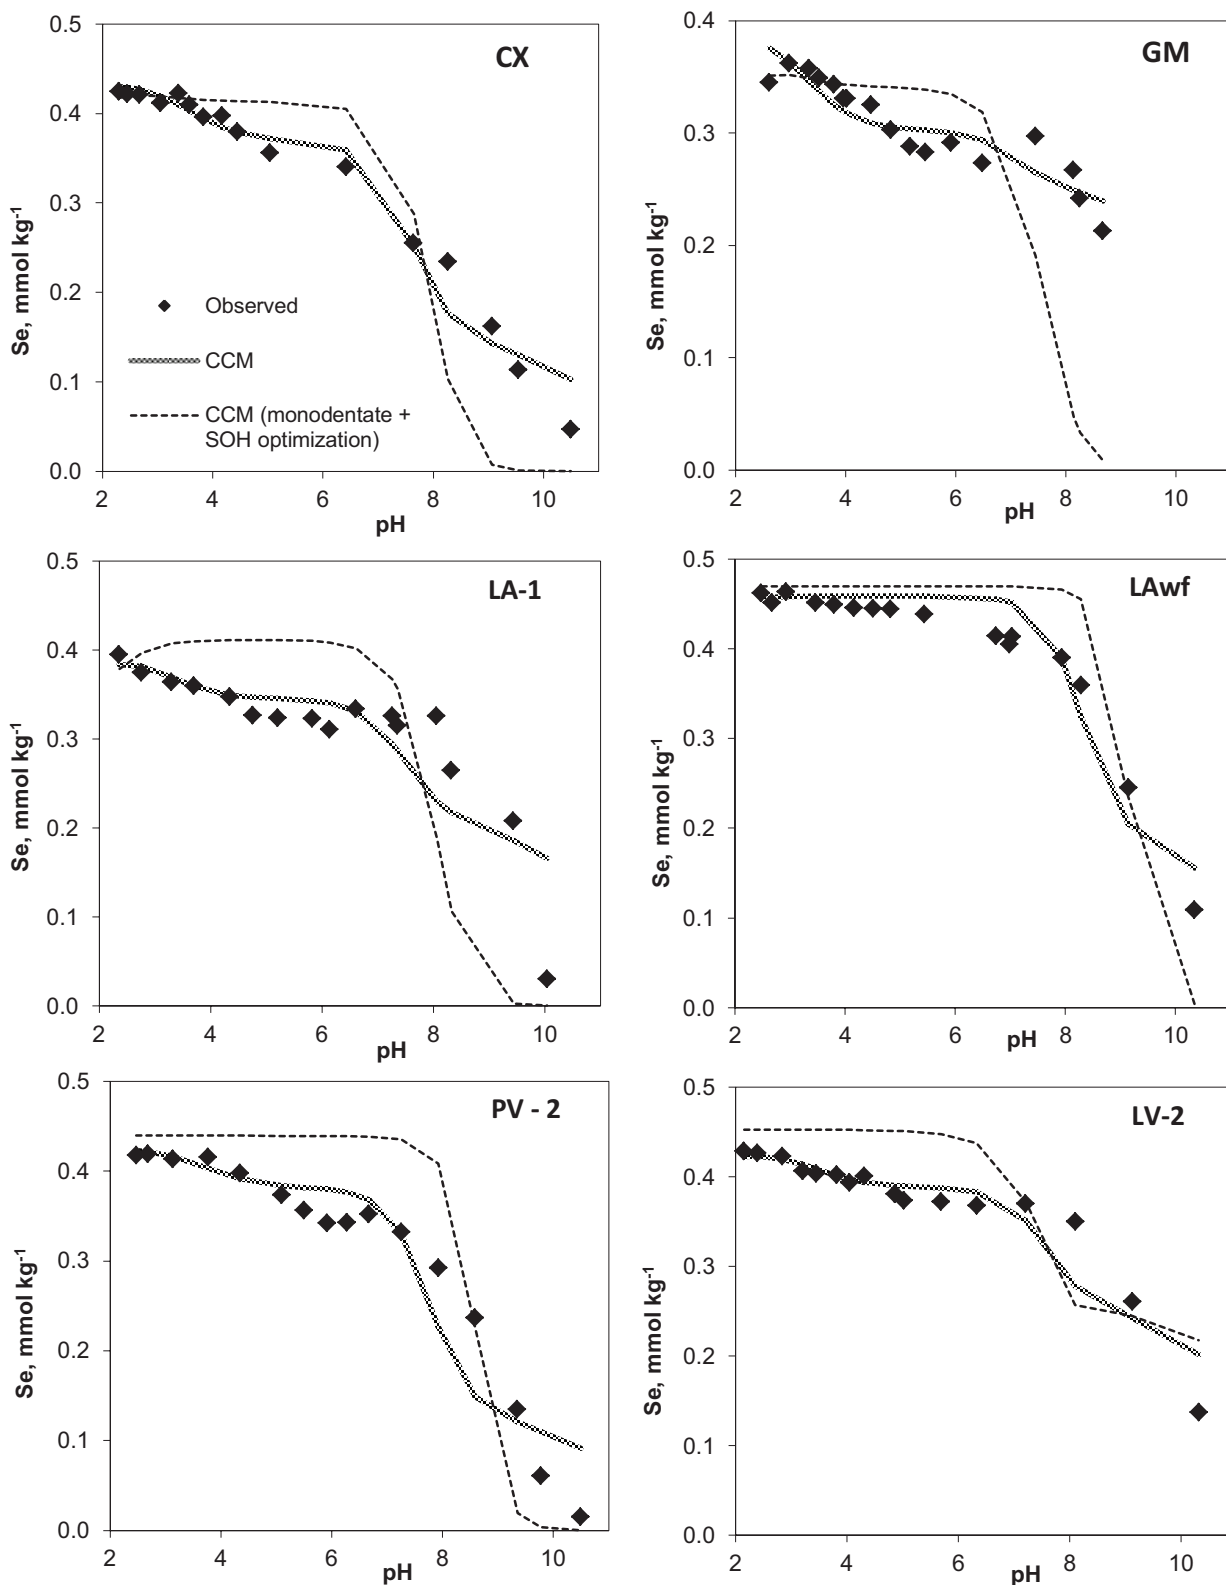 CX
0.5
0.4
0.3
0.2
0.1
0.0
Se, mmol kg⁻¹
Observed
CCM
CCM (monodentate +
SOH optimization)
2 4 6 8 10
pH
GM
0.4
0.3
0.2
0.1
0.0
Se, mmol kg⁻¹
2 4 6 8 10
pH
LA-1
0.5
0.4
0.3
0.2
0.1
0.0
Se, mmol kg⁻¹
2 4 6 8 10
pH
LAwf
0.5
0.4
0.3
0.2
0.1
0.0
Se, mmol kg⁻¹
2 4 6 8 10
pH
PV - 2
0.5
0.4
0.3
0.2
0.1
0.0
Se, mmol kg⁻¹
2 4 6 8 10
pH
LV-2
0.5
0.4
0.3
0.2
0.1
0.0
Se, mmol kg⁻¹
2 4 6 8 10
pH